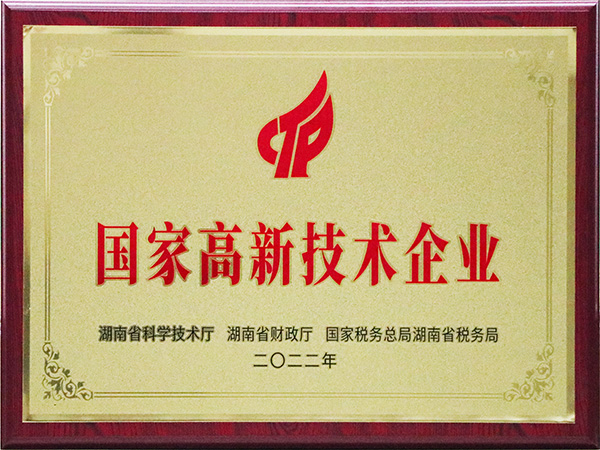 CTP
国家高新技术企业
湖南省科学技术厅 湖南省财政厅 国家税务总局湖南省税务局
二〇二二年